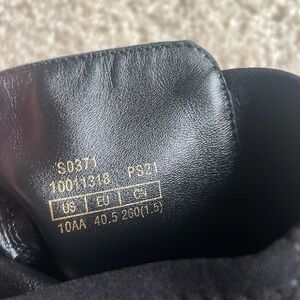 S0371
10011318 PS21
US EU CN
10AA 40.5 260(1.5)